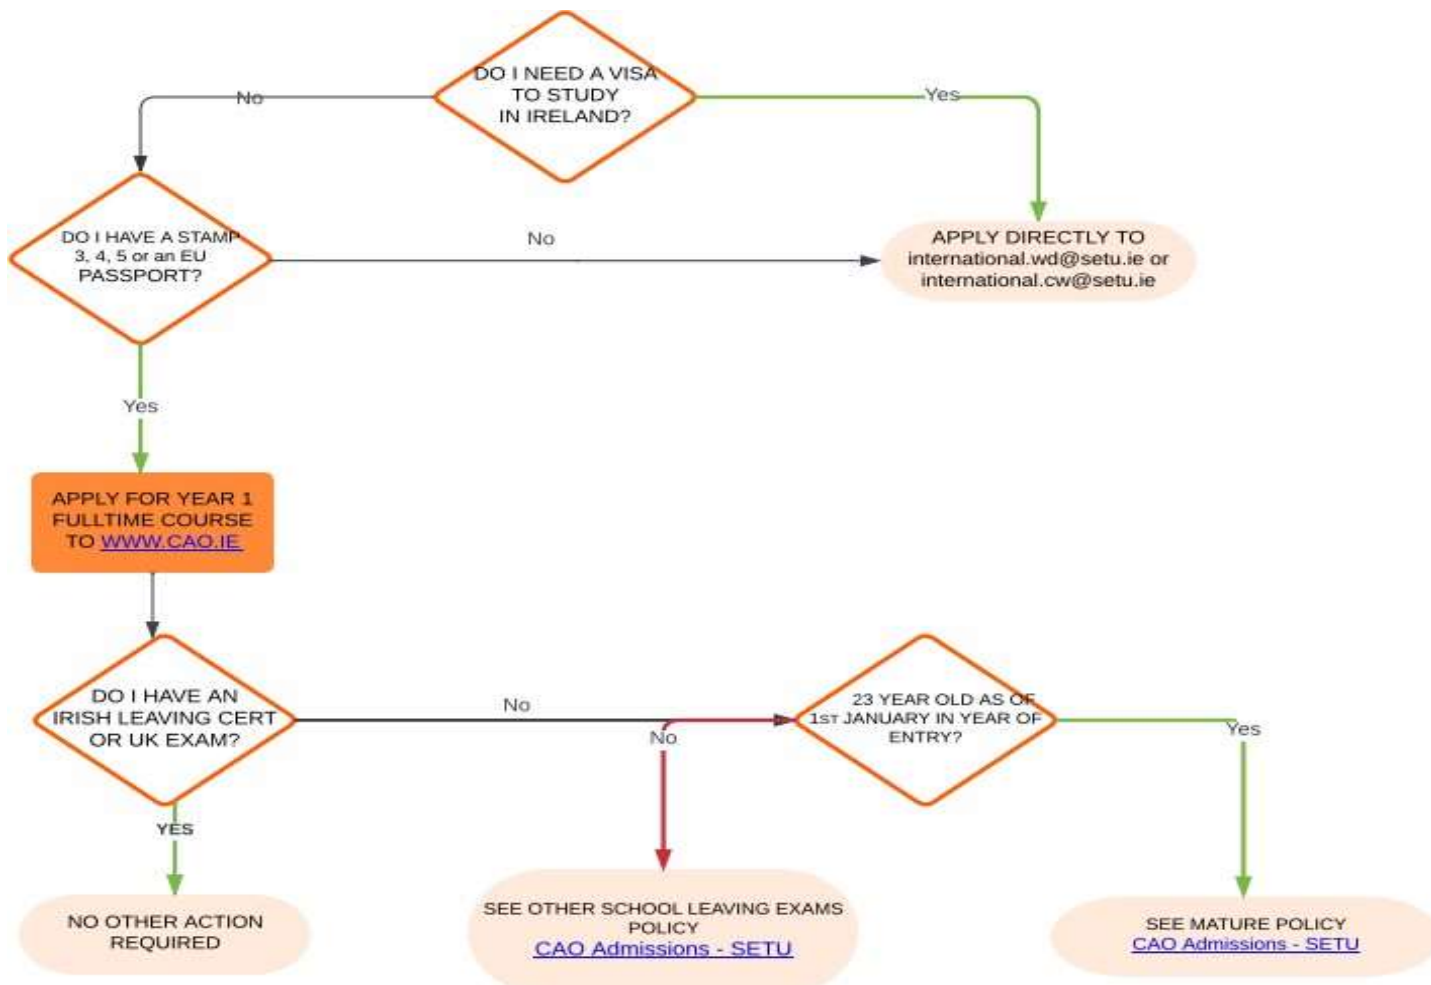 DO I NEED A VISA
TO STUDY
IN IRELAND?
No
Yes
DO I HAVE A STAMP
3, 4, 5 or an EU
PASSPORT?
No
APPLY DIRECTLY TO
international.wd@setu.ie or
international.cw@setu.ie
Yes
APPLY FOR YEAR 1
FULLTIME COURSE
TO WWW.CAO.IE
DO I HAVE AN
IRISH LEAVING CERT
OR UK EXAM?
No
No
23 YEAR OLD AS OF
1ST JANUARY IN YEAR OF
ENTRY?
Yes
YES
NO OTHER ACTION
REQUIRED
SEE OTHER SCHOOL LEAVING EXAMS
POLICY
CAO Admissions - SETU
SEE MATURE POLICY
CAO Admissions - SETU